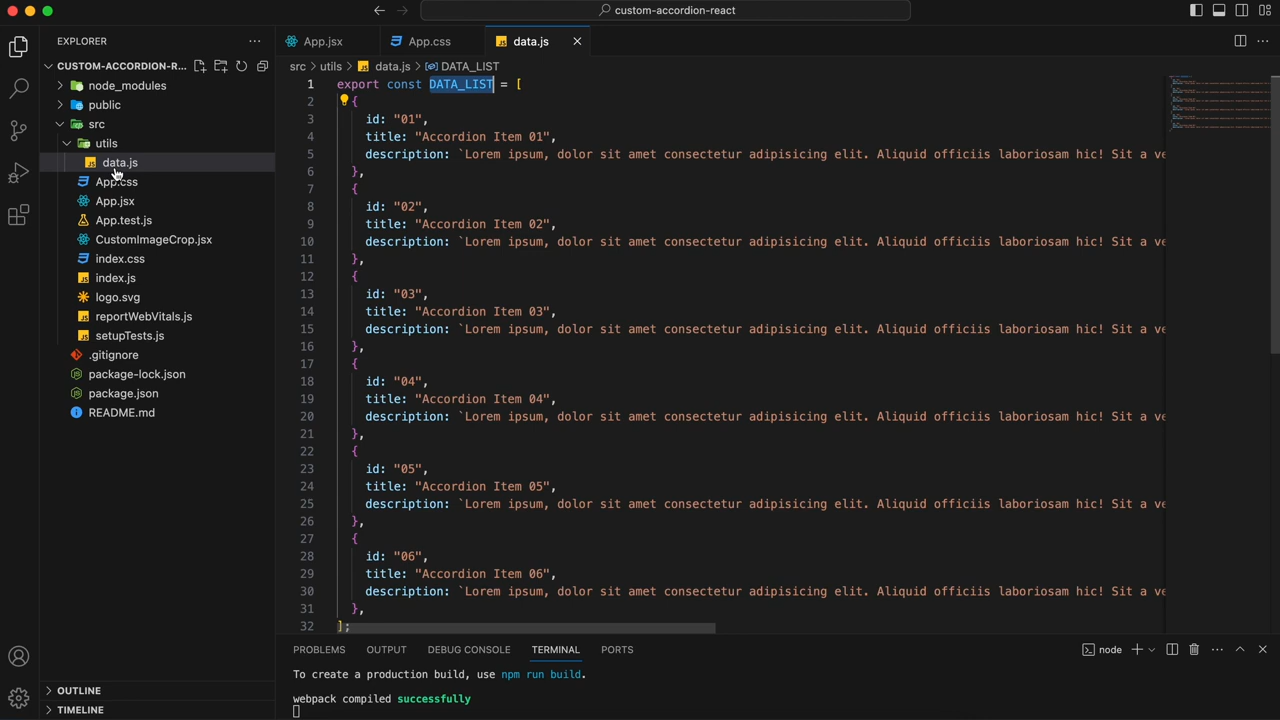 custom-accordion-react
EXPLORER
CUSTOM-ACCORDION-R...
node_modules
public
src
utils
data.js
App.css
App.jsx
App.test.js
CustomImageCrop.jsx
index.css
index.js
logo.svg
reportWebVitals.js
setupTests.js
.gitignore
package-lock.json
package.json
README.md
OUTLINE
TIMELINE
App.jsx App.css JS data.js
src > utils > JS data.js > DATA_LIST
1 export const DATA_LIST = [
2 {
3 id: "01",
4 title: "Accordion Item 01",
5 description: `Lorem ipsum, dolor sit amet consectetur adipisicing elit. Aliquid officiis laboriosam hic! Sit a ve
6 },
7 {
8 id: "02",
9 title: "Accordion Item 02",
10 description: `Lorem ipsum, dolor sit amet consectetur adipisicing elit. Aliquid officiis laboriosam hic! Sit a ve
11 },
12 {
13 id: "03",
14 title: "Accordion Item 03",
15 description: `Lorem ipsum, dolor sit amet consectetur adipisicing elit. Aliquid officiis laboriosam hic! Sit a ve
16 },
17 {
18 id: "04",
19 title: "Accordion Item 04",
20 description: `Lorem ipsum, dolor sit amet consectetur adipisicing elit. Aliquid officiis laboriosam hic! Sit a ve
21 },
22 {
23 id: "05",
24 title: "Accordion Item 05",
25 description: `Lorem ipsum, dolor sit amet consectetur adipisicing elit. Aliquid officiis laboriosam hic! Sit a ve
26 },
27 {
28 id: "06",
29 title: "Accordion Item 06",
30 description: `Lorem ipsum, dolor sit amet consectetur adipisicing elit. Aliquid officiis laboriosam hic! Sit a ve
31 },
32 ];
PROBLEMS OUTPUT DEBUG CONSOLE TERMINAL PORTS node
To create a production build, use npm run build.
webpack compiled successfully